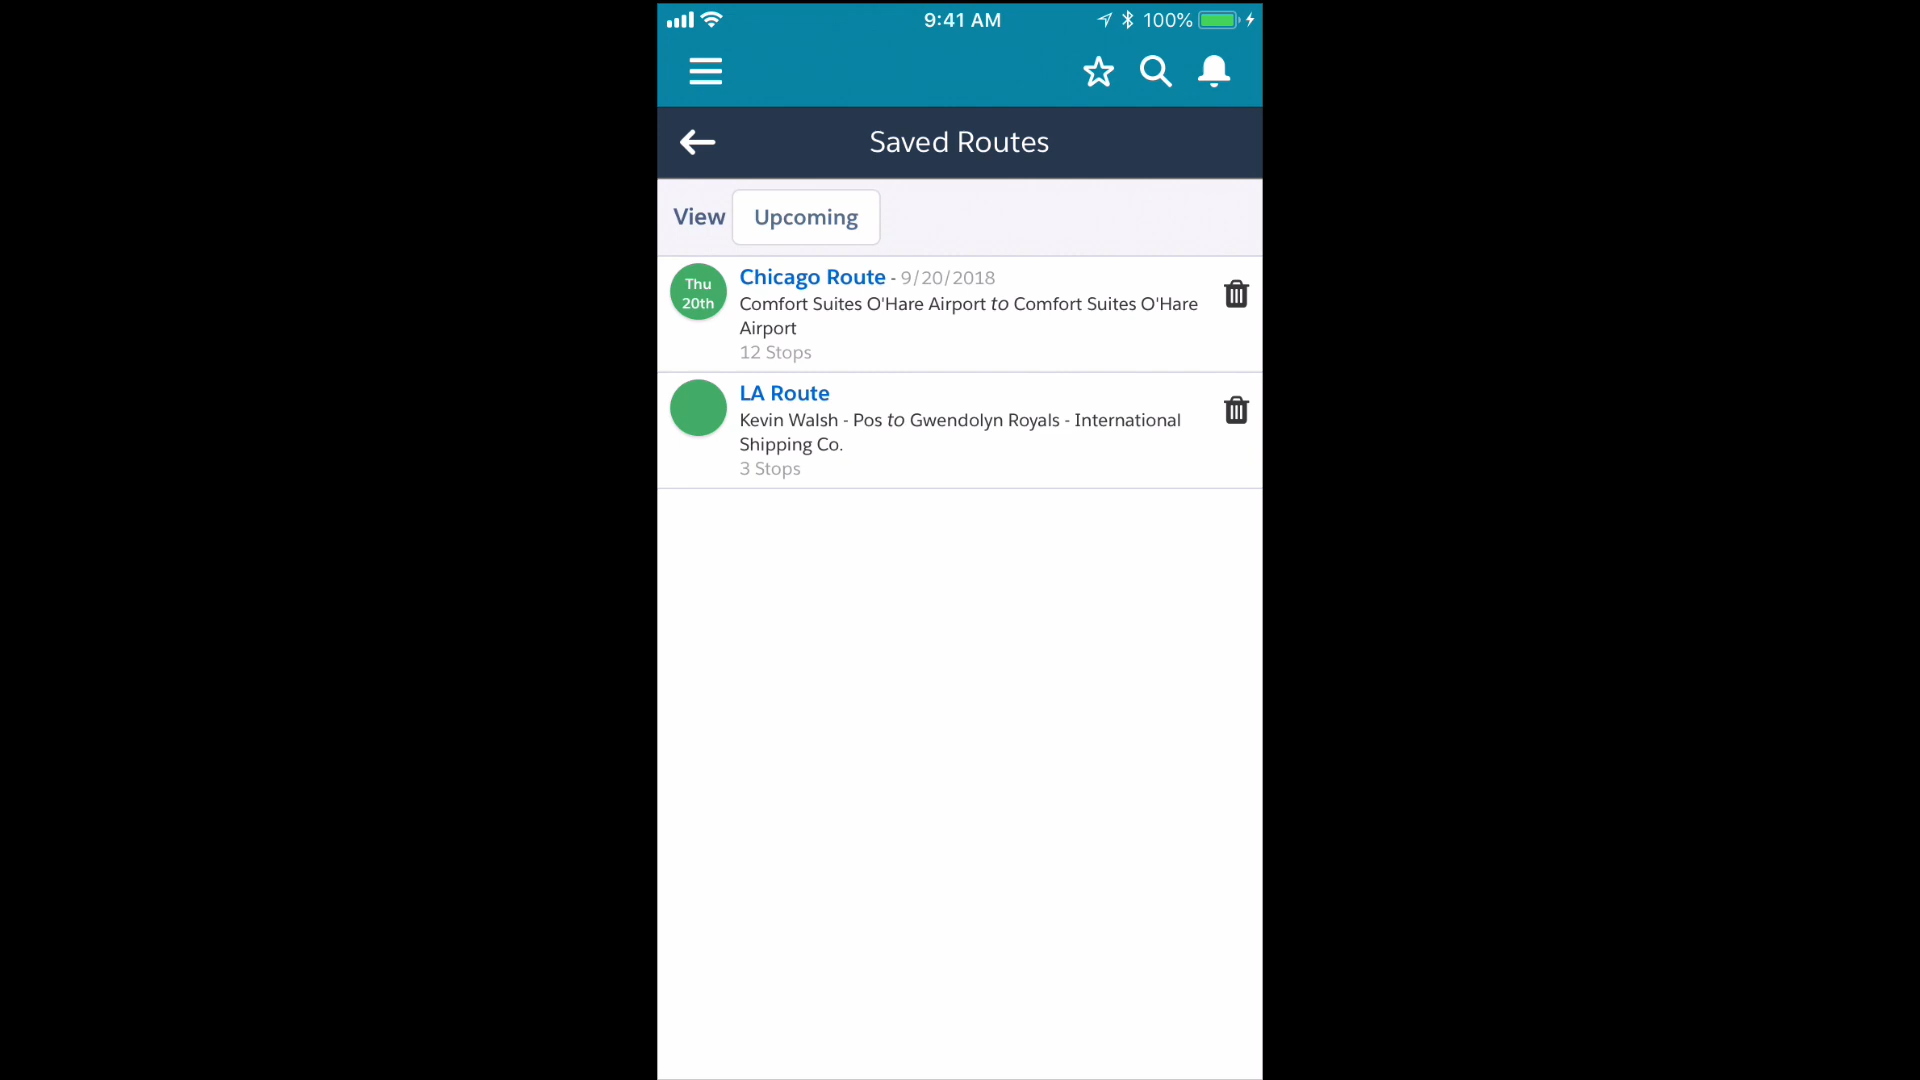 9:41 AM 100%
Saved Routes
View Upcoming
Thu
20th
Chicago Route - 9/20/2018
Comfort Suites O'Hare Airport to Comfort Suites O'Hare
Airport
12 Stops
LA Route
Kevin Walsh - Pos to Gwendolyn Royals - International
Shipping Co.
3 Stops